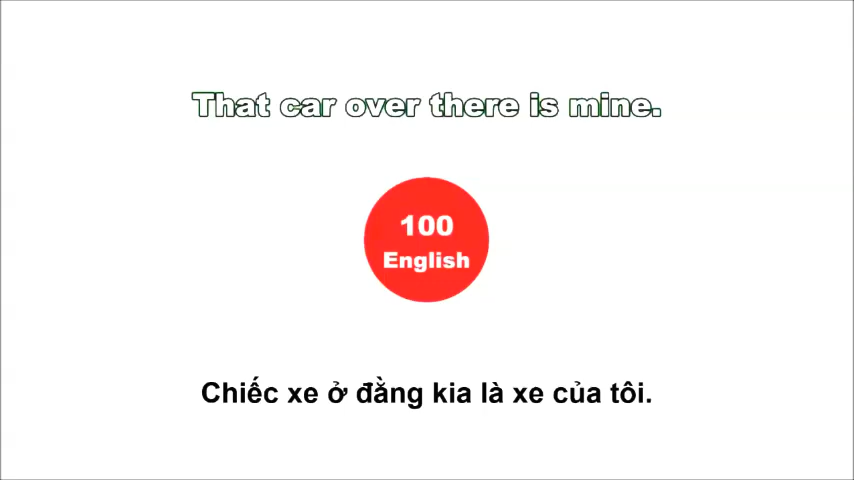 That car over there is mine.
100
English
Chiếc xe ở đằng kia là xe của tôi.